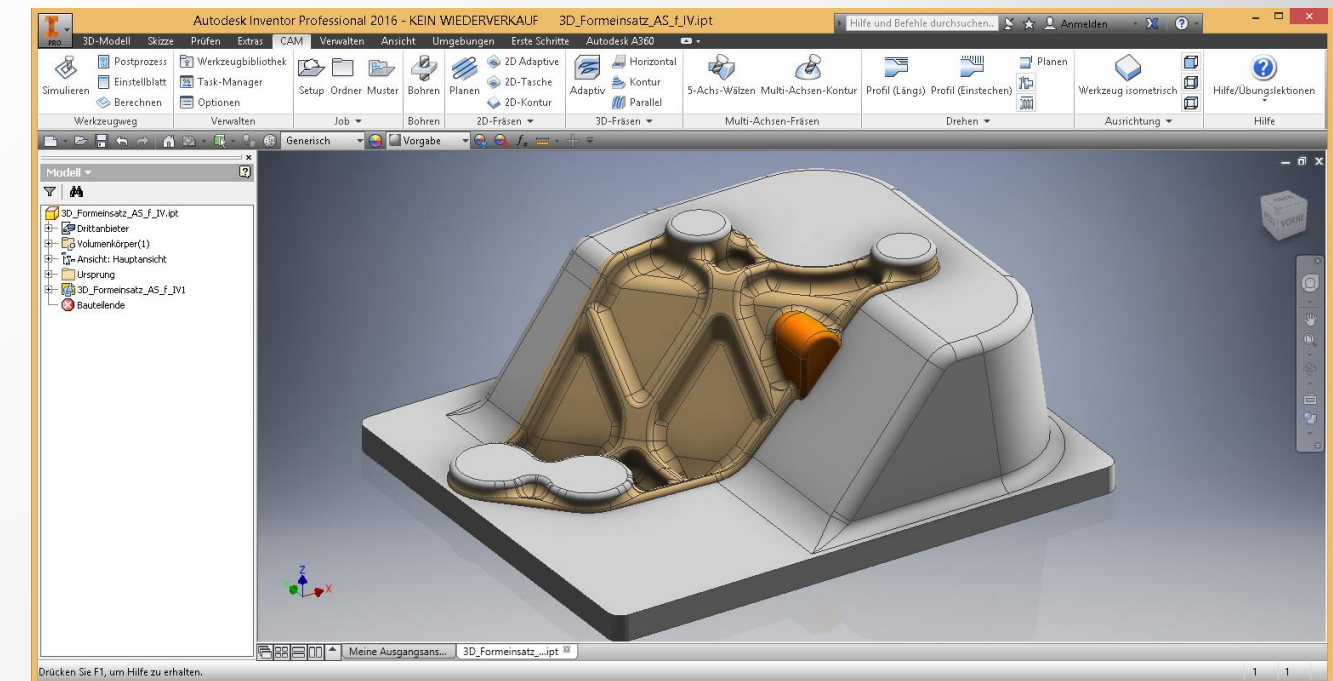 Autodesk Inventor Professional 2016 - KEIN WIEDERVERKAUF 3D_Formeinsatz_AS_f_IV.ipt
Hilfe und Befehle durchsuchen... Anmelden
PRO
3D-Modell Skizze Prüfen Extras CAM Verwalten Ansicht Umgebungen Erste Schritte Autodesk A360
Postprozess Werkzeugbibliothek 2D Adaptive Horizontal Planen
Simulieren Einstellblatt Task-Manager Setup Ordner Muster Bohren Planen 2D-Tasche Adaptiv Kontur 5-Achs-Wälzen Multi-Achsen-Kontur Profil (Längs) Profil (Einstechen) Werkzeug isometrisch Hilfe/Übungslektionen
Berechnen Optionen 2D-Kontur Parallel
Werkzeugweg Verwalten Job Bohren 2D-Fräsen 3D-Fräsen Multi-Achsen-Fräsen Drehen Ausrichtung Hilfe
Generisch Vorgabe fx
Modell
3D_Formeinsatz_AS_f_IV.ipt
Drittanbieter
Volumenkörper(1)
Ansicht: Hauptansicht
Ursprung
3D_Formeinsatz_AS_f_IV1
Bauteilende
VORNE
Z
Y
X
Meine Ausgangsans... 3D_Formeinsatz_...ipt
Drücken Sie F1, um Hilfe zu erhalten. 1 1